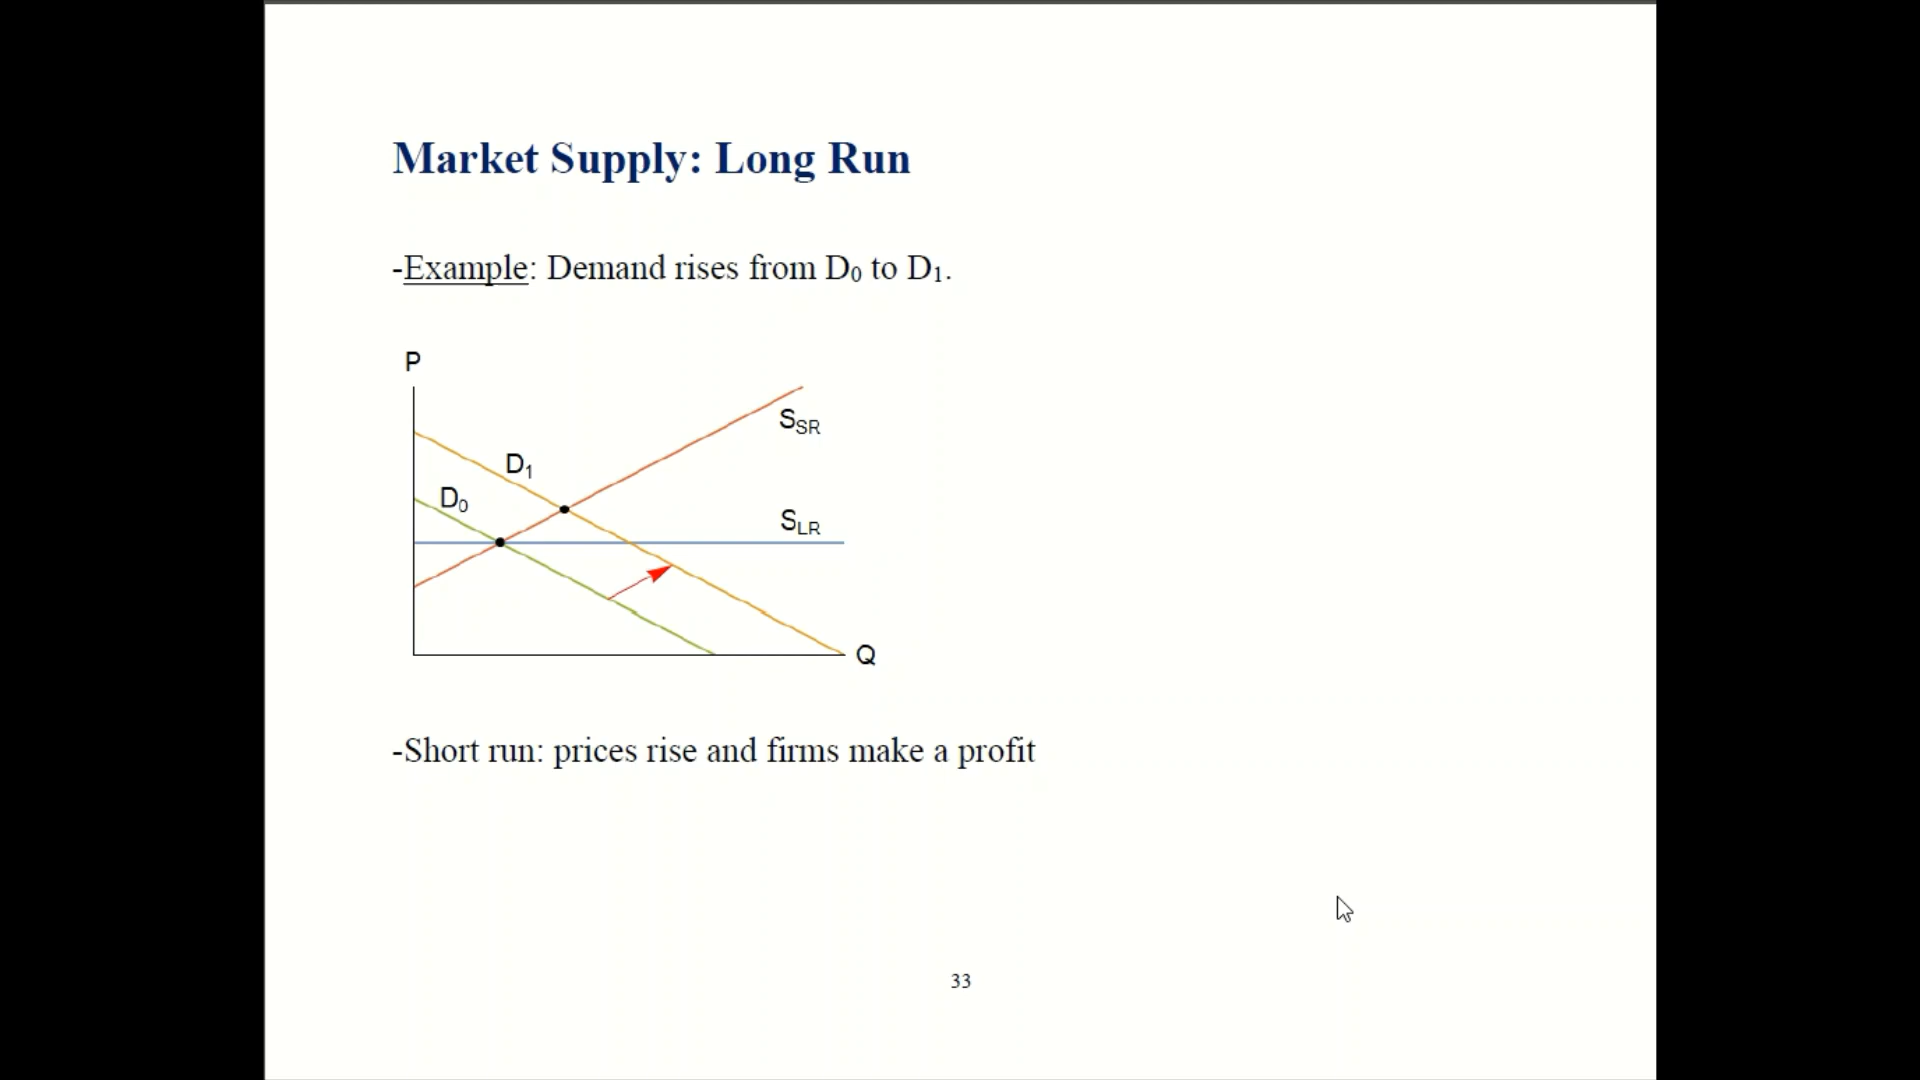 Market Supply: Long Run
-Example: Demand rises from D₀ to D₁.
P
S_SR
D₁
D₀
S_LR
Q
-Short run: prices rise and firms make a profit
33